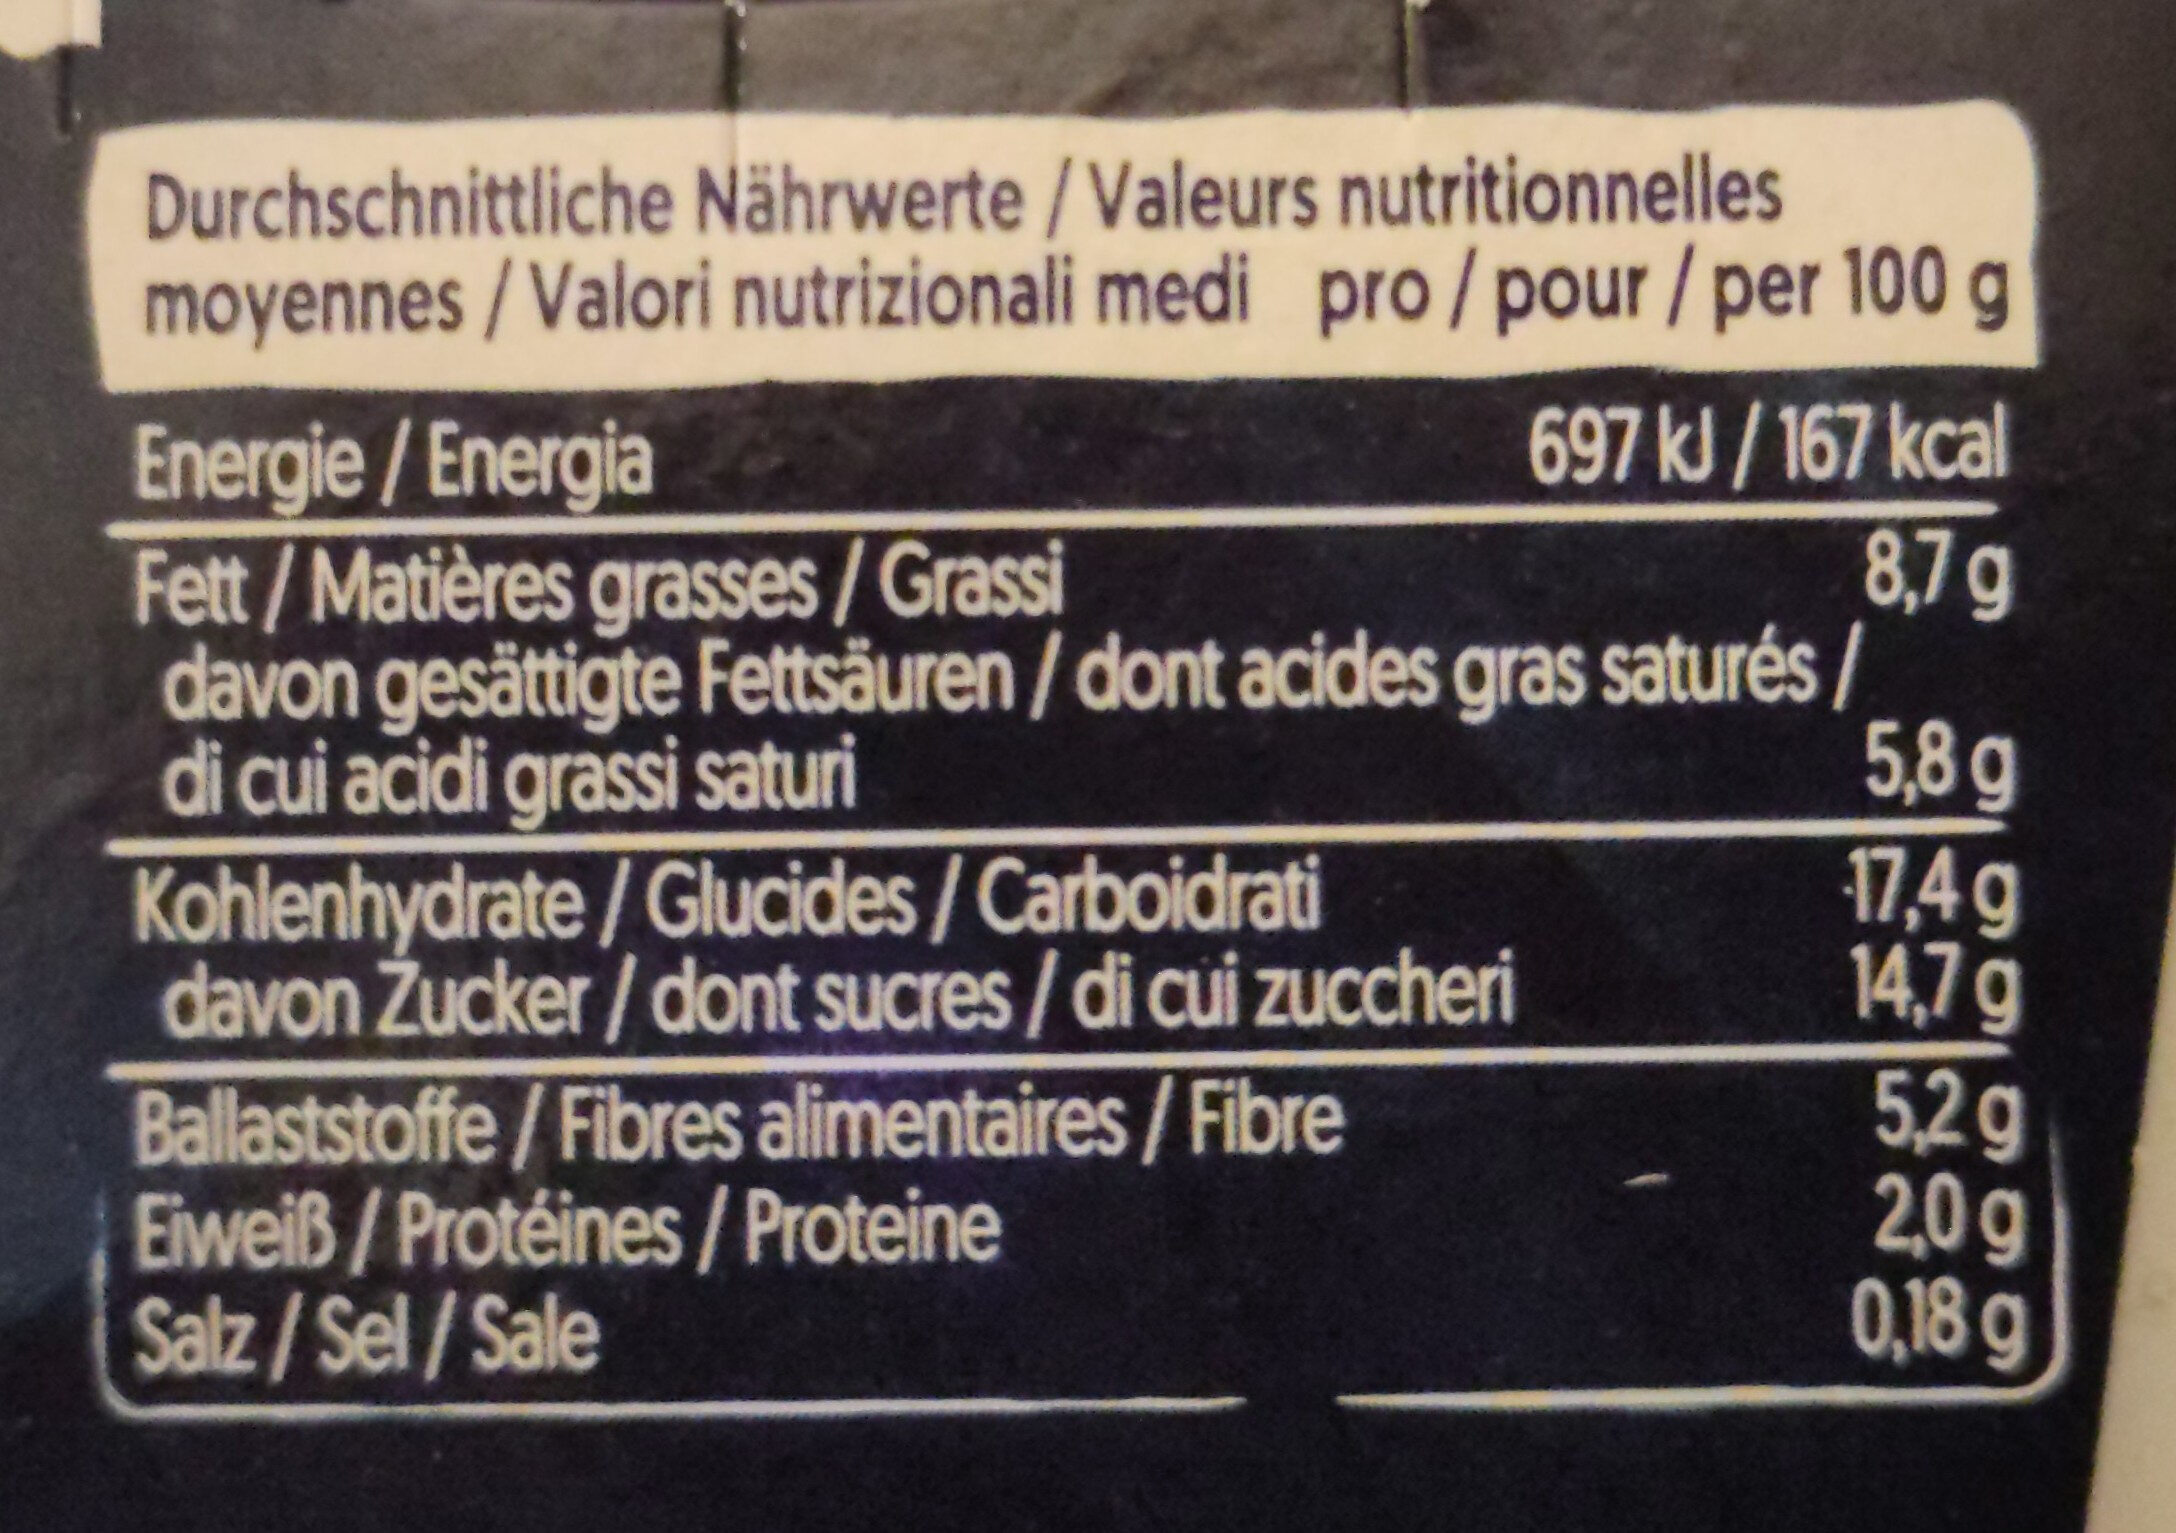 Durchschnittliche Nährwerte / Valeurs nutritionnelles
moyennes / Valori nutrizionali medi pro / pour / per 100 g
Energie / Energia 697 kJ / 167 kcal
Fett / Matières grasses / Grassi 8,7 g
davon gesättigte Fettsäuren / dont acides gras saturés /
di cui acidi grassi saturi 5,8 g
Kohlenhydrate / Glucides / Carboidrati 17,4 g
davon Zucker / dont sucres / di cui zuccheri 14,7 g
Ballaststoffe / Fibres alimentaires / Fibre 5,2 g
Eiweiß / Protéines / Proteine 2,0 g
Salz / Sel / Sale 0,18 g